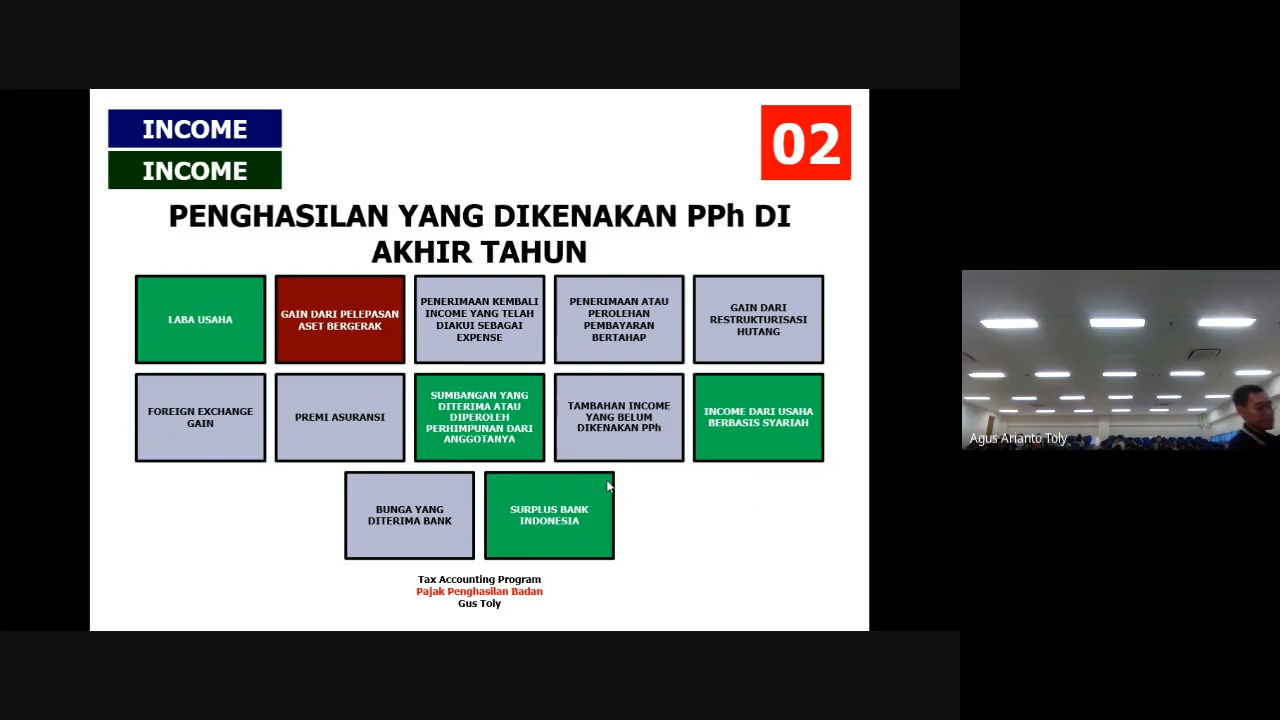 INCOME
INCOME
02
PENGHASILAN YANG DIKENAKAN PPh DI
AKHIR TAHUN
LABA USAHA
GAIN DARI PELEPASAN
ASET BERGERAK
PENERIMAAN KEMBALI
INCOME YANG TELAH
DIAKUI SEBAGAI
EXPENSE
PENERIMAAN ATAU
PEROLEHAN
PEMBAYARAN
BERTAHAP
GAIN DARI
RESTRUKTURISASI
HUTANG
FOREIGN EXCHANGE
GAIN
PREMI ASURANSI
SUMBANGAN YANG
DITERIMA ATAU
DIPEROLEH
PERHIMPUNAN DARI
ANGGOTANYA
TAMBAHAN INCOME
YANG BELUM
DIKENAKAN PPh
INCOME DARI USAHA
BERBASIS SYARIAH
BUNGA YANG
DITERIMA BANK
SURPLUS BANK
INDONESIA
Tax Accounting Program
Pajak Penghasilan Badan
Gus Toly
Agus Arianto Toly